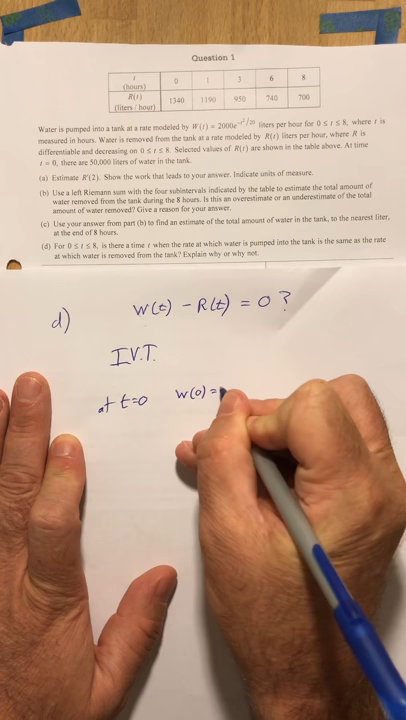 Question 1
t (hours) 0 1 3 6 8
R(t) (liters / hour) 1340 1190 950 740 700
Water is pumped into a tank at a rate modeled by W(t) = 2000e^(-t²/20) liters per hour for 0 ≤ t ≤ 8, where t is
measured in hours. Water is removed from the tank at a rate modeled by R(t) liters per hour, where R is
differentiable and decreasing on 0 ≤ t ≤ 8. Selected values of R(t) are shown in the table above. At time
t = 0, there are 50,000 liters of water in the tank.
(a) Estimate R′(2). Show the work that leads to your answer. Indicate units of measure.
(b) Use a left Riemann sum with the four subintervals indicated by the table to estimate the total amount of
water removed from the tank during the 8 hours. Is this an overestimate or an underestimate of the total
amount of water removed? Give a reason for your answer.
(c) Use your answer from part (b) to find an estimate of the total amount of water in the tank, to the nearest liter,
at the end of 8 hours.
(d) For 0 ≤ t ≤ 8, is there a time t when the rate at which water is pumped into the tank is the same as the rate
at which water is removed from the tank? Explain why or why not.
d) W(t) - R(t) = 0 ?
I.V.T.
at t=0 W(0) =